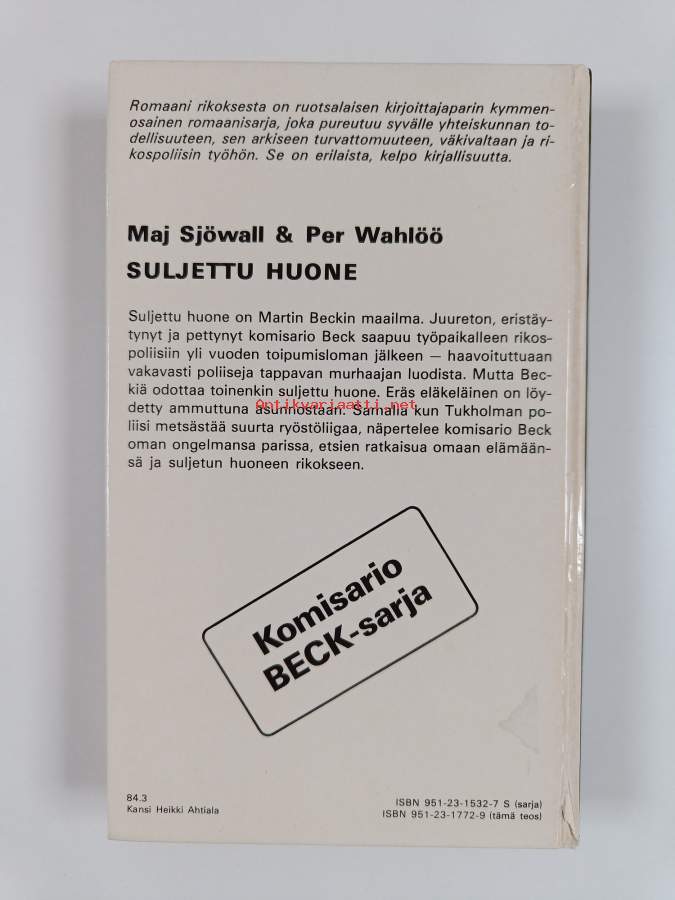 Romaani rikoksesta on ruotsalaisen kirjoittajaparin kymmen-
osainen romaanisarja, joka pureutuu syvälle yhteiskunnan to-
dellisuuteen, sen arkiseen turvattomuuteen, väkivaltaan ja ri-
kospoliisin työhön. Se on erilaista, kelpo kirjallisuutta.
Maj Sjöwall & Per Wahlöö
SULJETTU HUONE
Suljettu huone on Martin Beckin maailma. Juureton, eristäy-
tynyt ja pettynyt komisario Beck saapuu työpaikalleen rikos-
poliisiin yli vuoden toipumisloman jälkeen — haavoituttuaan
vakavasti poliiseja tappavan murhaajan luodista. Mutta Bec-
kiä odottaa toinenkin suljettu huone. Eräs eläkeläinen on löy-
detty ammuttuna asunnostaan. Samalla kun Tukholman po-
Antikvariaatti.net
liisi metsästää suurta ryöstöliigaa, näpertelee komisario Beck
oman ongelmansa parissa, etsien ratkaisua omaan elämään-
sä ja suljetun huoneen rikokseen.
Komisario
BECK-sarja
84.3
Kansi Heikki Ahtiala
ISBN 951-23-1532-7 S (sarja)
ISBN 951-23-1772-9 (tämä teos)